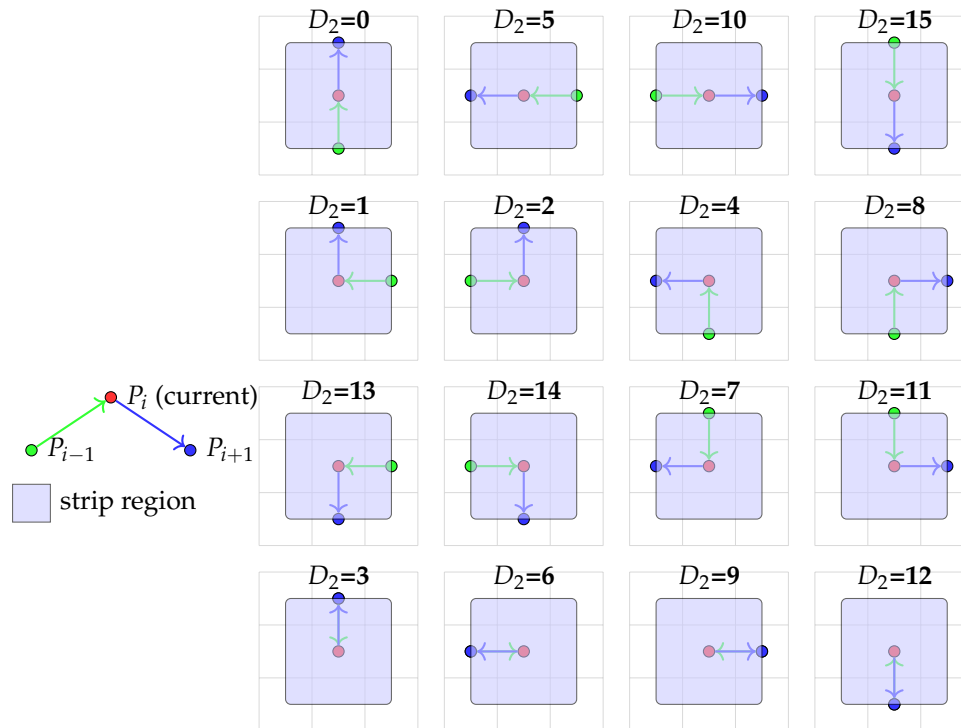 D₂=0 D₂=5 D₂=10 D₂=15
D₂=1 D₂=2 D₂=4 D₂=8
D₂=13 D₂=14 D₂=7 D₂=11
Pᵢ (current)
Pᵢ₋₁ Pᵢ₊₁
strip region
D₂=3 D₂=6 D₂=9 D₂=12